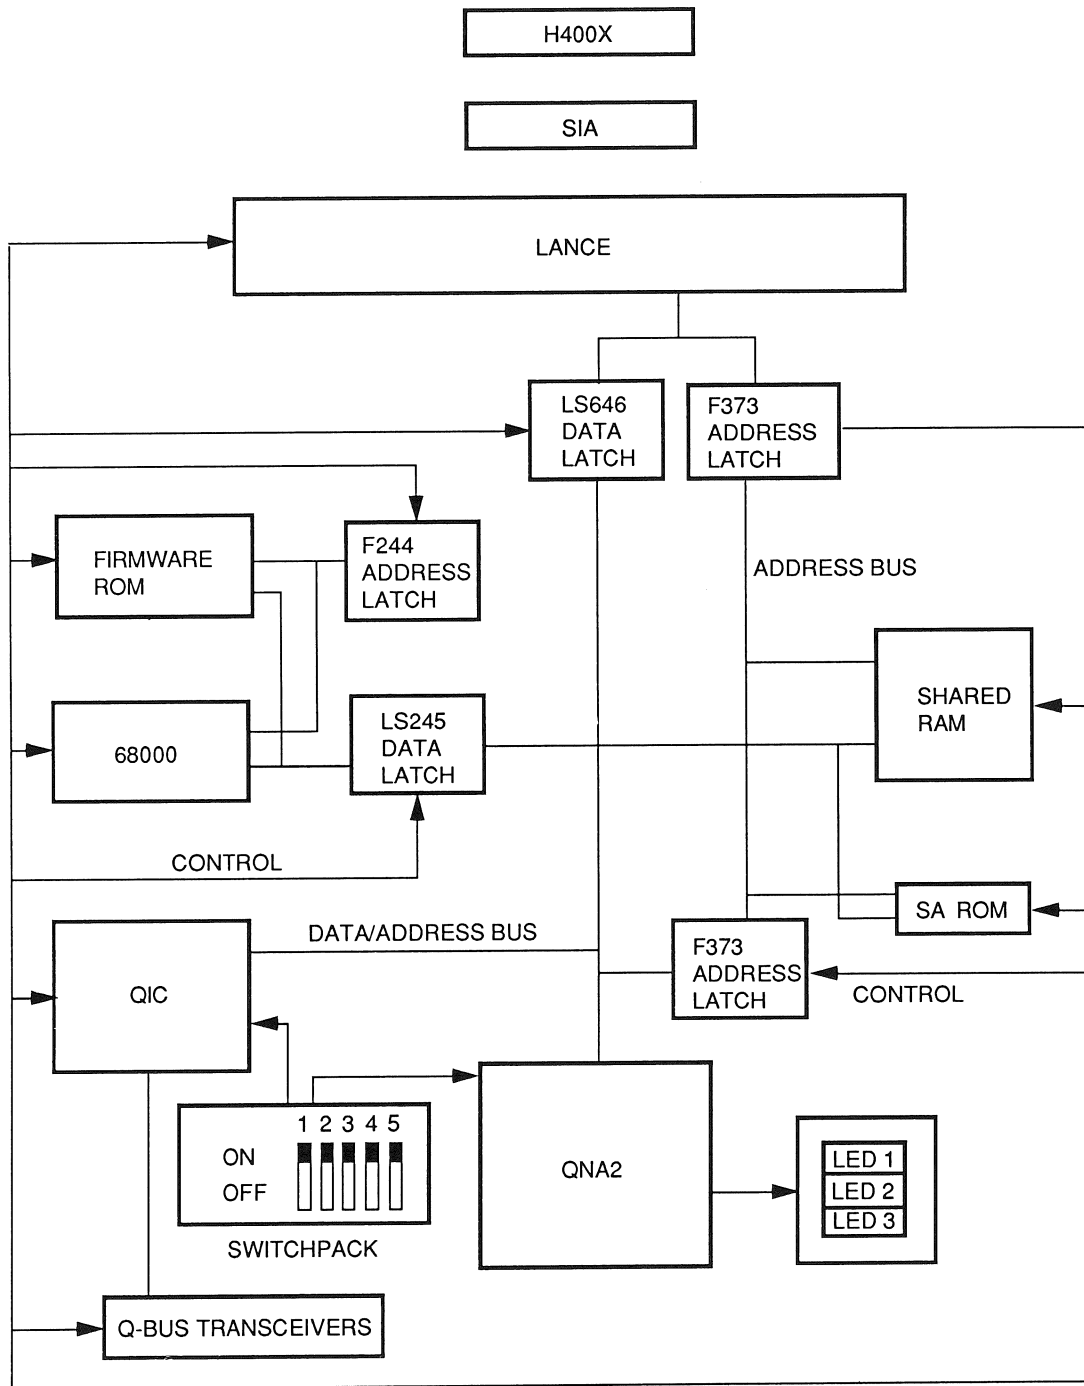 H400X
SIA
LANCE
LS646
DATA
LATCH
F373
ADDRESS
LATCH
FIRMWARE
ROM
F244
ADDRESS
LATCH
ADDRESS BUS
SHARED
RAM
68000
LS245
DATA
LATCH
CONTROL
SA ROM
DATA/ADDRESS BUS
F373
ADDRESS
LATCH
CONTROL
QIC
1 2 3 4 5
ON
OFF
SWITCHPACK
QNA2
LED 1
LED 2
LED 3
Q-BUS TRANSCEIVERS